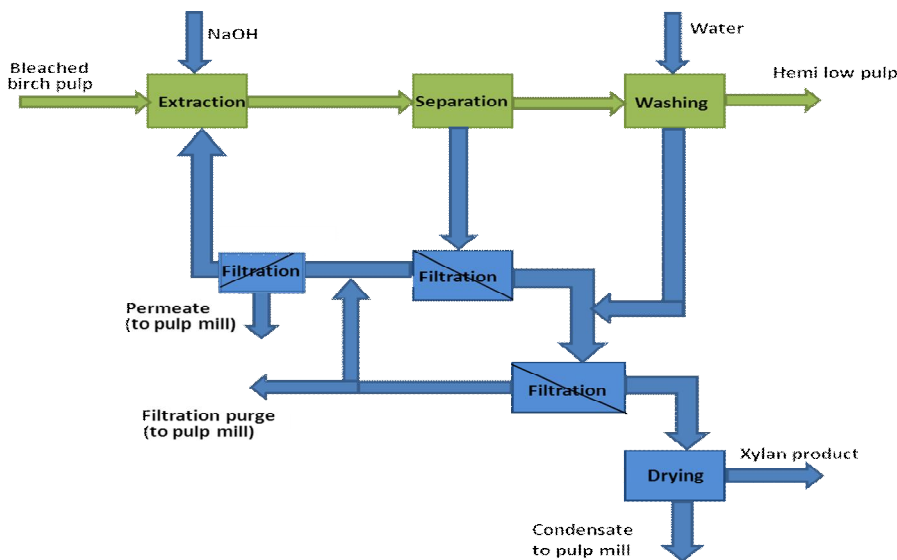 NaOH
Water
Bleached
birch pulp
Hemi low pulp
Extraction
Separation
Washing
Filtration
Filtration
Permeate
(to pulp mill)
Filtration
Filtration purge
(to pulp mill)
Xylan product
Drying
Condensate
to pulp mill